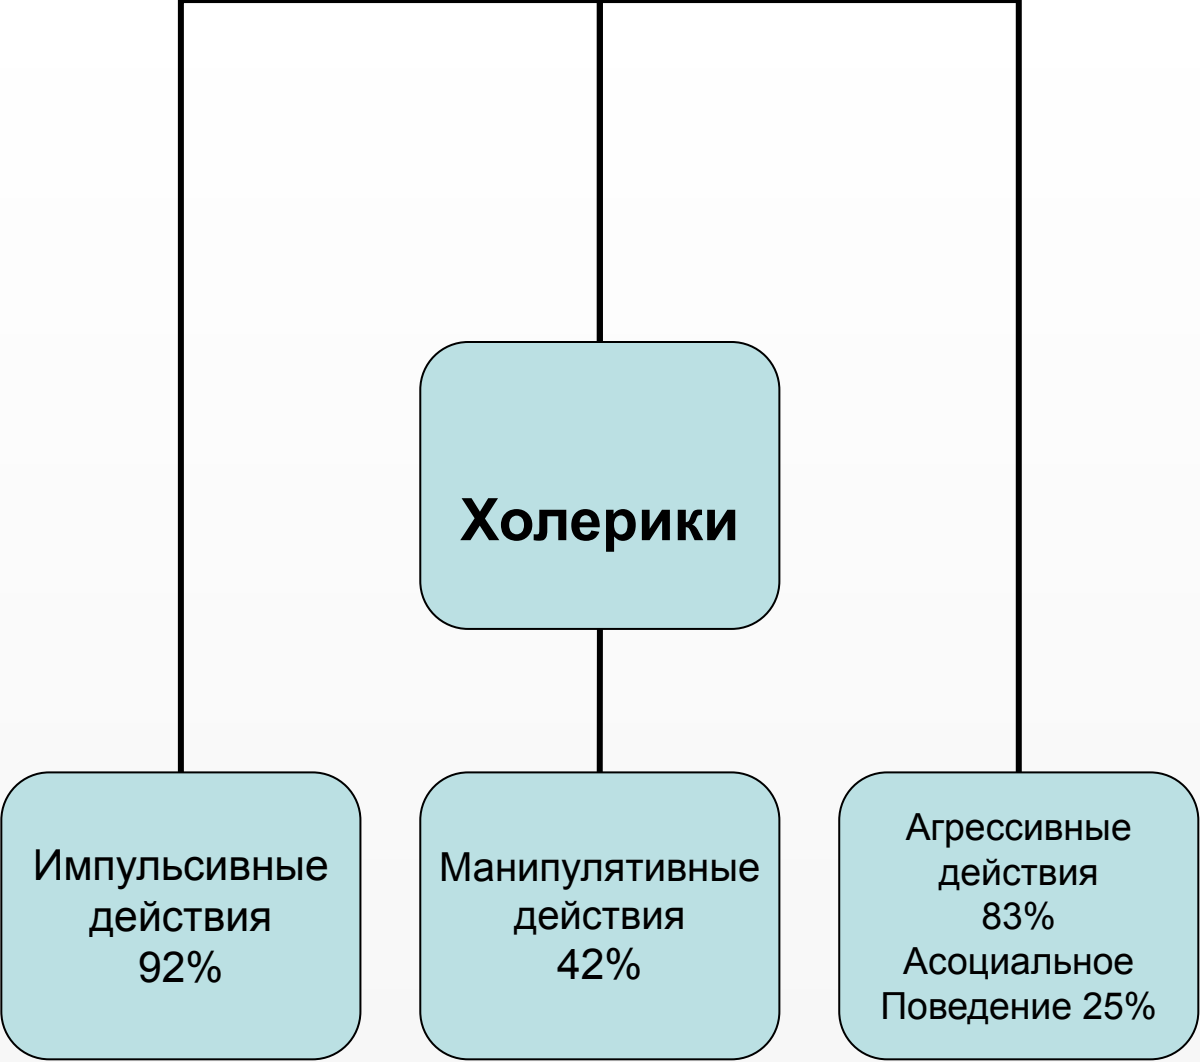 Холерики
Импульсивные
действия
92%
Манипулятивные
действия
42%
Агрессивные
действия
83%
Асоциальное
Поведение 25%